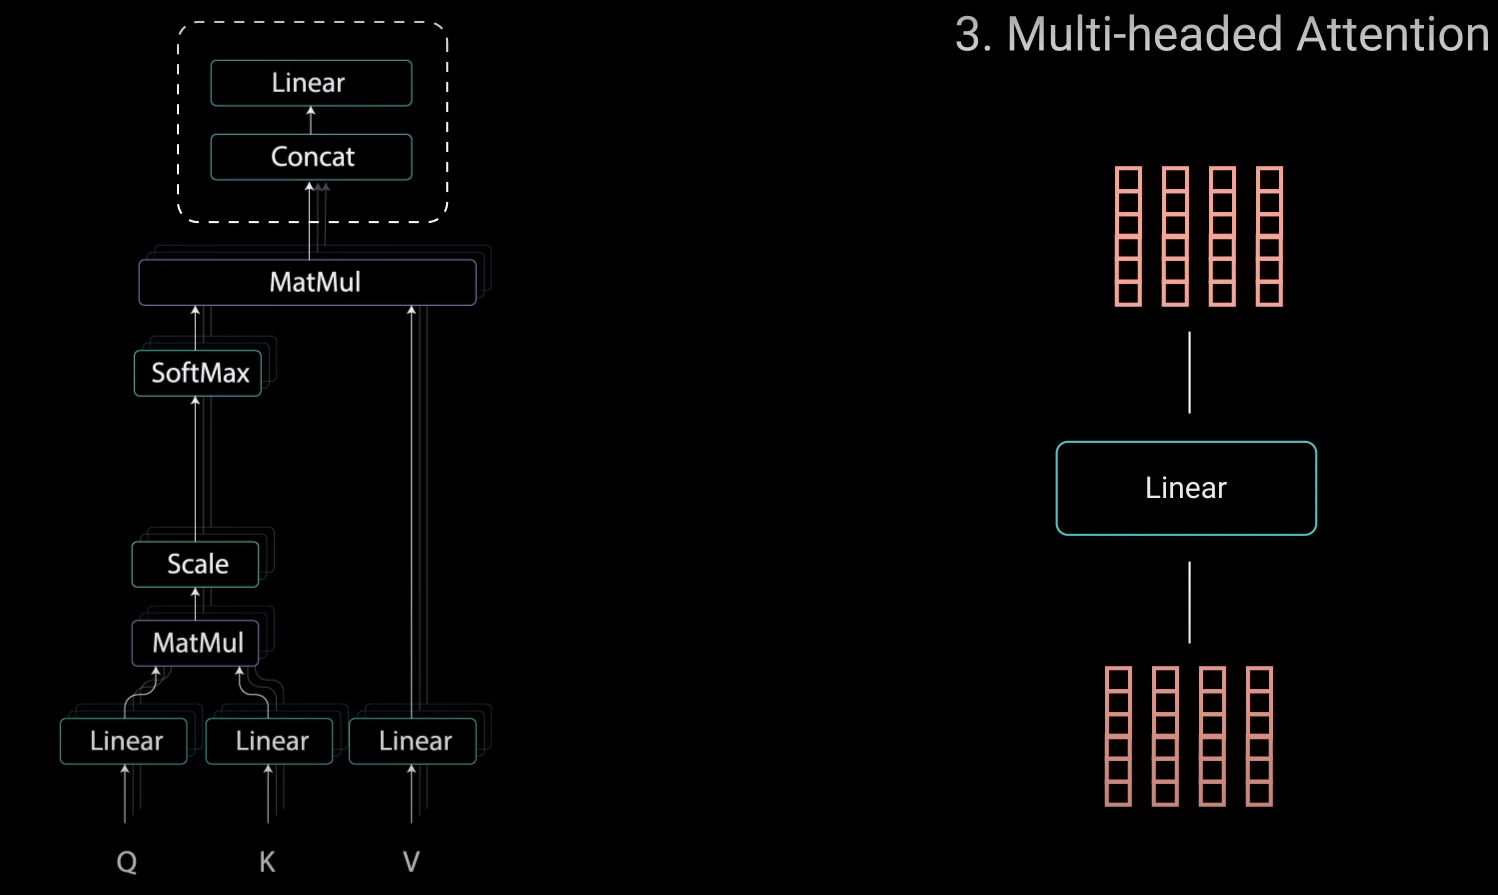 3. Multi-headed Attention
Linear
Concat
MatMul
SoftMax
Scale
MatMul
Linear Linear Linear
Q K V
Linear